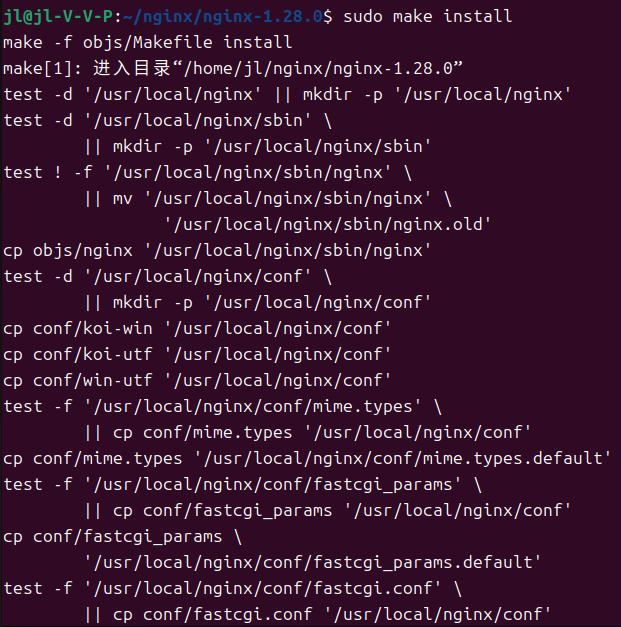 jl@jl-V-V-P:~/nginx/nginx-1.28.0$ sudo make install
make -f objs/Makefile install
make[1]: 进入目录“/home/jl/nginx/nginx-1.28.0”
test -d '/usr/local/nginx' || mkdir -p '/usr/local/nginx'
test -d '/usr/local/nginx/sbin' \
        || mkdir -p '/usr/local/nginx/sbin'
test ! -f '/usr/local/nginx/sbin/nginx' \
        || mv '/usr/local/nginx/sbin/nginx' \
                '/usr/local/nginx/sbin/nginx.old'
cp objs/nginx '/usr/local/nginx/sbin/nginx'
test -d '/usr/local/nginx/conf' \
        || mkdir -p '/usr/local/nginx/conf'
cp conf/koi-win '/usr/local/nginx/conf'
cp conf/koi-utf '/usr/local/nginx/conf'
cp conf/win-utf '/usr/local/nginx/conf'
test -f '/usr/local/nginx/conf/mime.types' \
        || cp conf/mime.types '/usr/local/nginx/conf'
cp conf/mime.types '/usr/local/nginx/conf/mime.types.default'
test -f '/usr/local/nginx/conf/fastcgi_params' \
        || cp conf/fastcgi_params '/usr/local/nginx/conf'
cp conf/fastcgi_params \
        '/usr/local/nginx/conf/fastcgi_params.default'
test -f '/usr/local/nginx/conf/fastcgi.conf' \
        || cp conf/fastcgi.conf '/usr/local/nginx/conf'